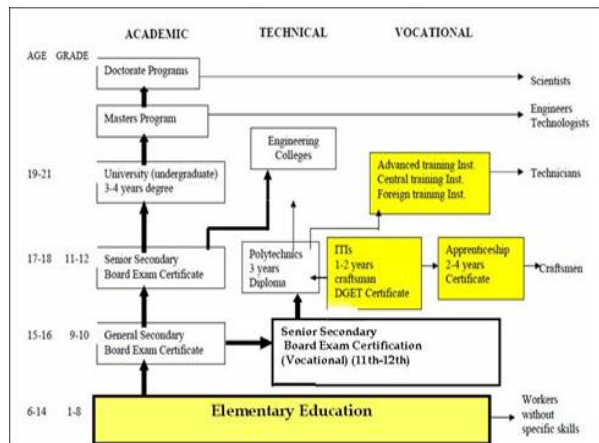 ACADEMIC TECHNICAL VOCATIONAL
AGE GRADE
Doctorate Programs
Scientists
Masters Program
Engineers
Technologists
Engineering
Colleges
19-21
University (undergraduate)
3-4 years degree
Advanced training Inst.
Central training Inst.
Foreign training Inst.
Technicians
17-18 11-12
Senior Secondary
Board Exam Certificate
Polytechnics
3 years
Diploma
ITIs
1-2 years
craftsman
DGET Certificate
Apprenticeship
2-4 years
Certificate
Craftsmen
15-16 9-10
General Secondary
Board Exam Certificate
Senior Secondary
Board Exam Certification
(Vocational) (11th-12th)
6-14 1-8
Elementary Education
Workers
without
specific skills